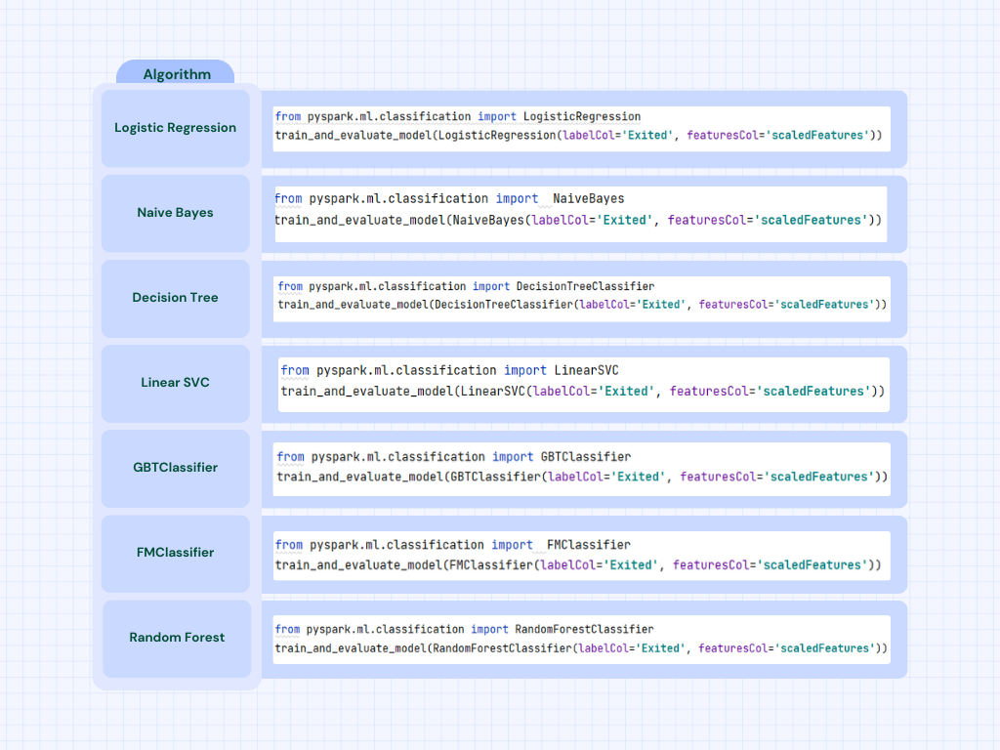 Algorithm
Logistic Regression
from pyspark.ml.classification import LogisticRegression
train_and_evaluate_model(LogisticRegression(labelCol='Exited', featuresCol='scaledFeatures'))
Naive Bayes
from pyspark.ml.classification import  NaiveBayes
train_and_evaluate_model(NaiveBayes(labelCol='Exited', featuresCol='scaledFeatures'))
Decision Tree
from pyspark.ml.classification import DecisionTreeClassifier
train_and_evaluate_model(DecisionTreeClassifier(labelCol='Exited', featuresCol='scaledFeatures'))
Linear SVC
from pyspark.ml.classification import LinearSVC
train_and_evaluate_model(LinearSVC(labelCol='Exited', featuresCol='scaledFeatures'))
GBTClassifier
from pyspark.ml.classification import GBTClassifier
train_and_evaluate_model(GBTClassifier(labelCol='Exited', featuresCol='scaledFeatures'))
FMClassifier
from pyspark.ml.classification import  FMClassifier
train_and_evaluate_model(FMClassifier(labelCol='Exited', featuresCol='scaledFeatures'))
Random Forest
from pyspark.ml.classification import RandomForestClassifier
train_and_evaluate_model(RandomForestClassifier(labelCol='Exited', featuresCol='scaledFeatures'))